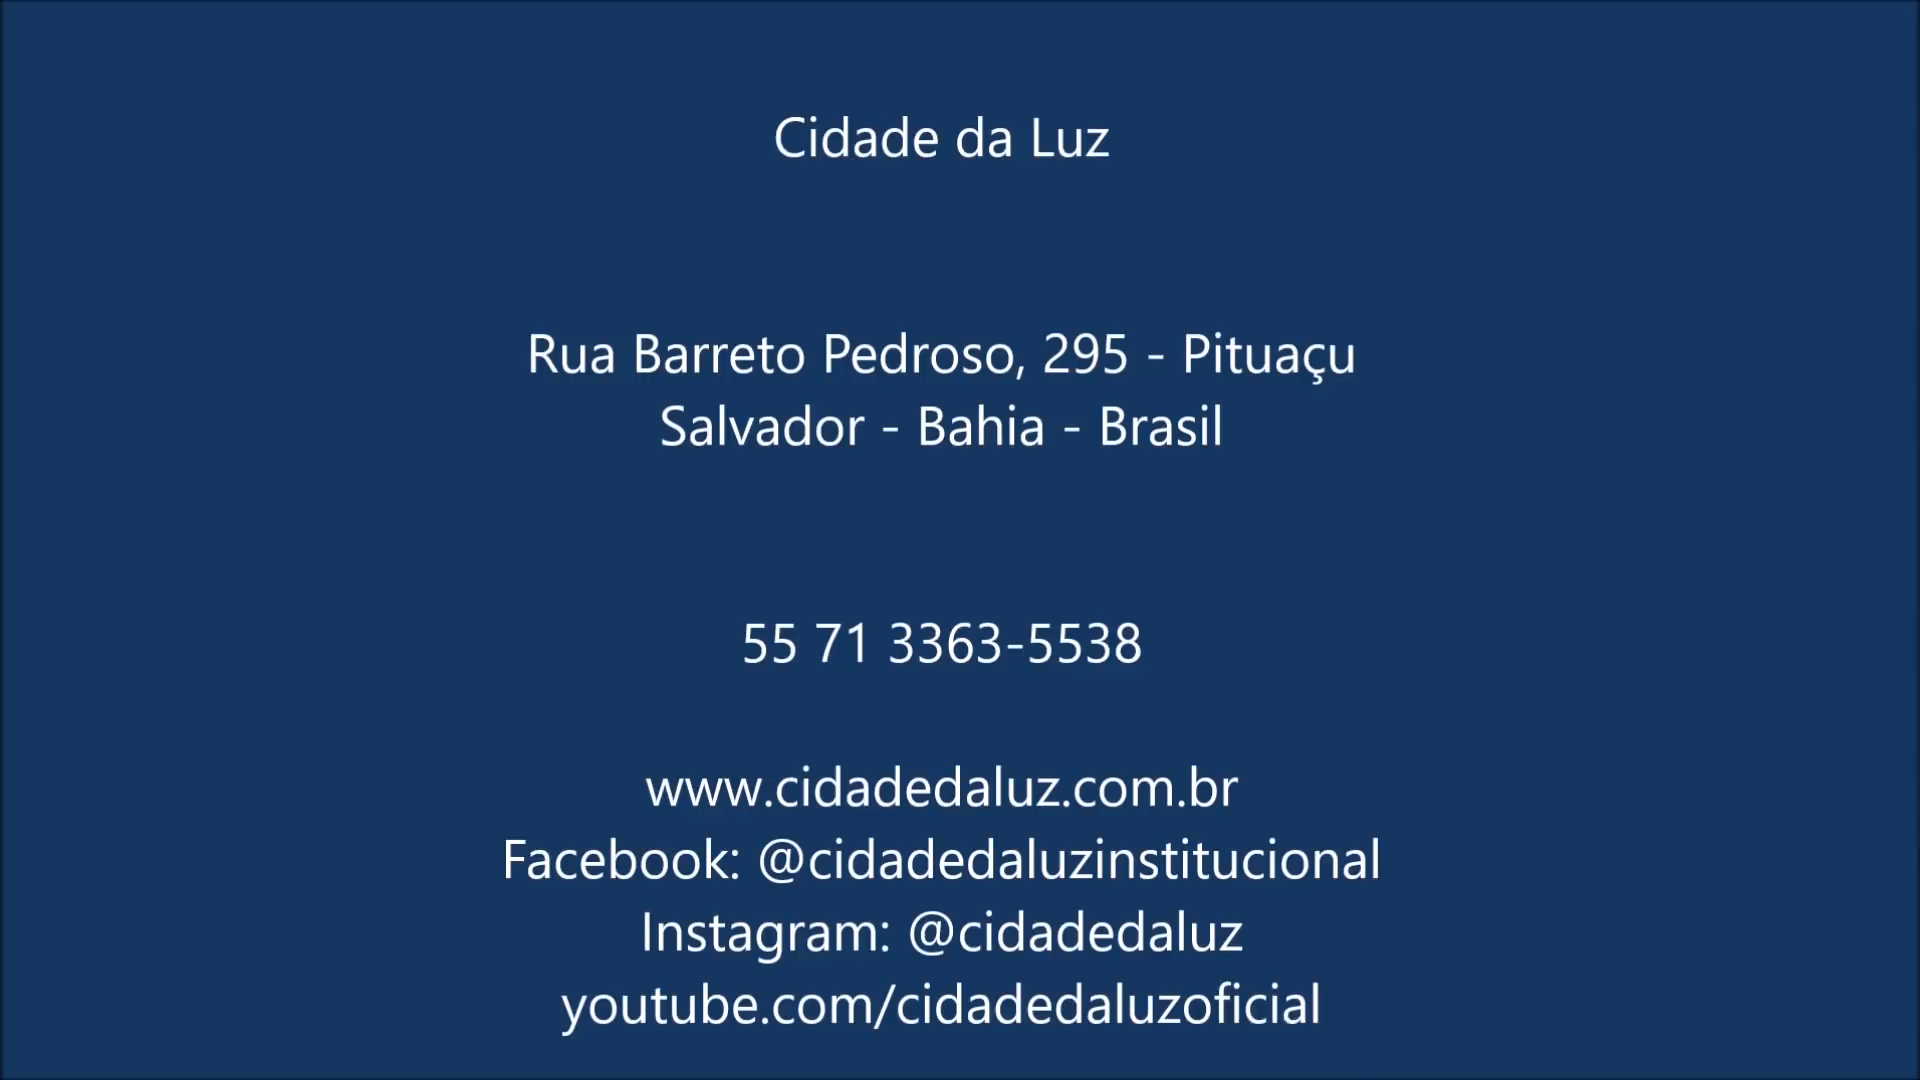 Cidade da Luz
Rua Barreto Pedroso, 295 - Pituaçu
Salvador - Bahia - Brasil
55 71 3363-5538
www.cidadedaluz.com.br
Facebook: @cidadedaluzinstitucional
Instagram: @cidadedaluz
youtube.com/cidadedaluzoficial